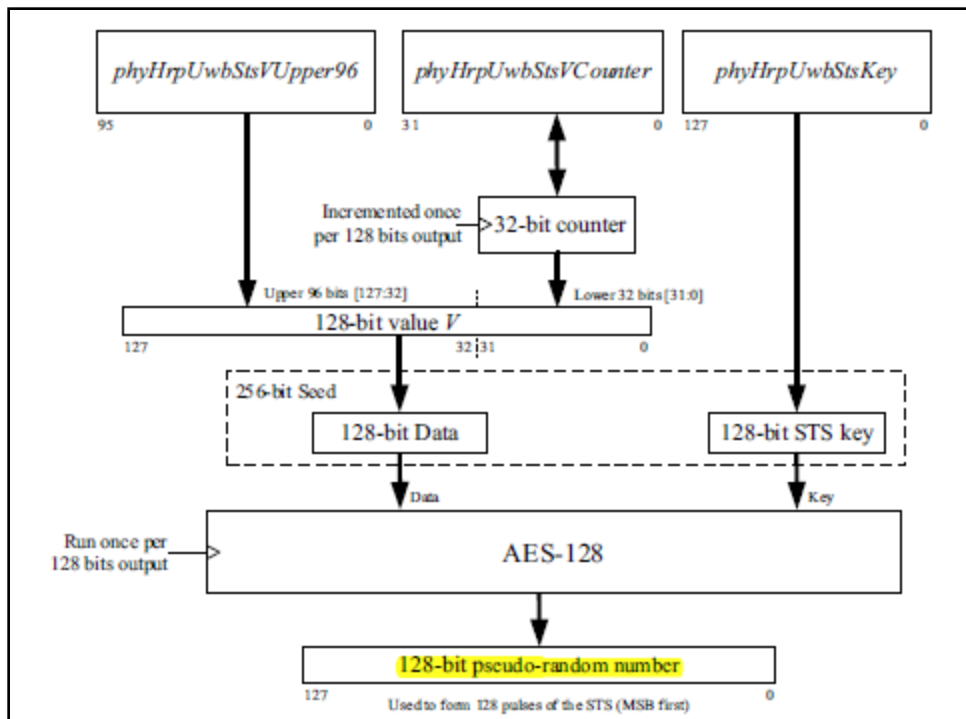 phyHrpUwbStsVUpper96 phyHrpUwbStsVCounter phyHrpUwbStsKey
95 0 31 0 127 0
Incremented once
per 128 bits output
32-bit counter
Upper 96 bits [127:32] Lower 32 bits [31:0]
128-bit value V
127 32 31 0
256-bit Seed
128-bit Data 128-bit STS key
Data Key
Run once per
128 bits output
AES-128
128-bit pseudo-random number
127 0
Used to form 128 pulses of the STS (MSB first)